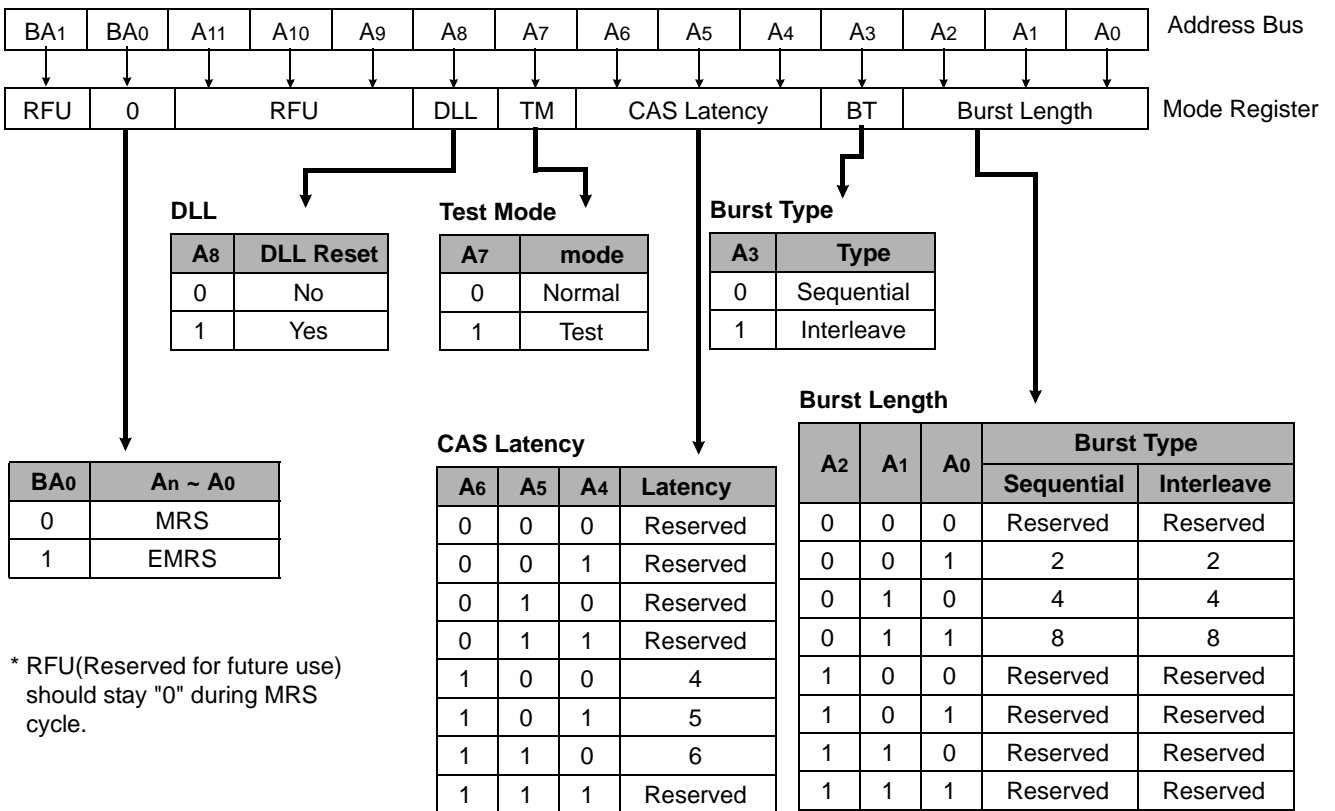 BA1 BA0 A11 A10 A9 A8 A7 A6 A5 A4 A3 A2 A1 A0 Address Bus
RFU 0 RFU DLL TM CAS Latency BT Burst Length Mode Register
DLL
A8 DLL Reset
0 No
1 Yes
Test Mode
A7 mode
0 Normal
1 Test
Burst Type
A3 Type
0 Sequential
1 Interleave
BA0 An ~ A0
0 MRS
1 EMRS
* RFU(Reserved for future use)
should stay "0" during MRS
cycle.
CAS Latency
A6 A5 A4 Latency
0 0 0 Reserved
0 0 1 Reserved
0 1 0 Reserved
0 1 1 Reserved
1 0 0 4
1 0 1 5
1 1 0 6
1 1 1 Reserved
Burst Length
A2 A1 A0 Burst Type
Sequential Interleave
0 0 0 Reserved Reserved
0 0 1 2 2
0 1 0 4 4
0 1 1 8 8
1 0 0 Reserved Reserved
1 0 1 Reserved Reserved
1 1 0 Reserved Reserved
1 1 1 Reserved Reserved